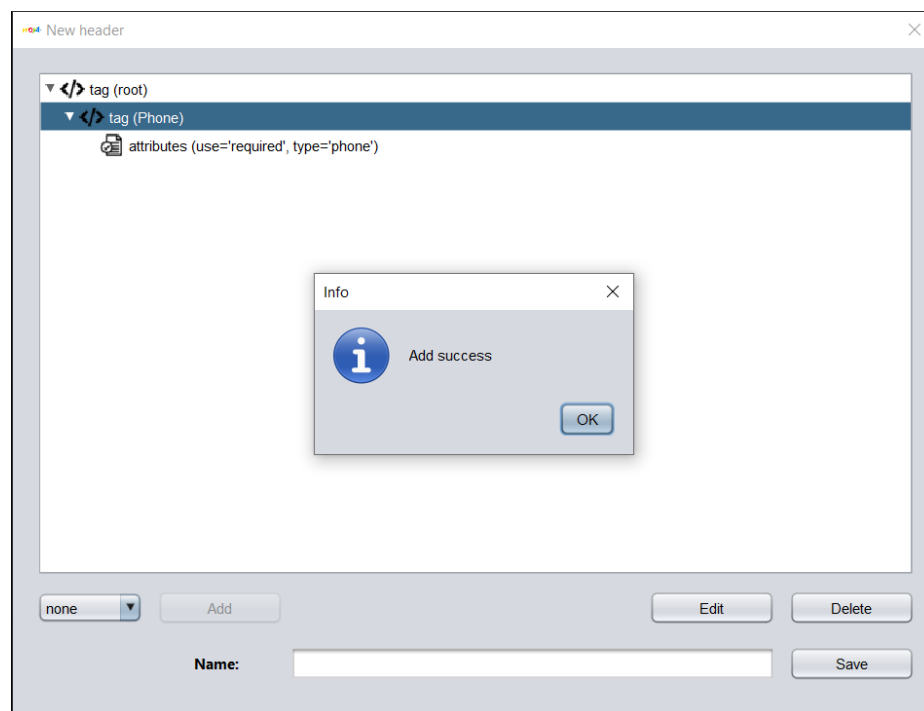 New header
tag (root)
tag (Phone)
attributes (use='required', type='phone')
Info
Add success
OK
none
Add
Edit
Delete
Name:
Save